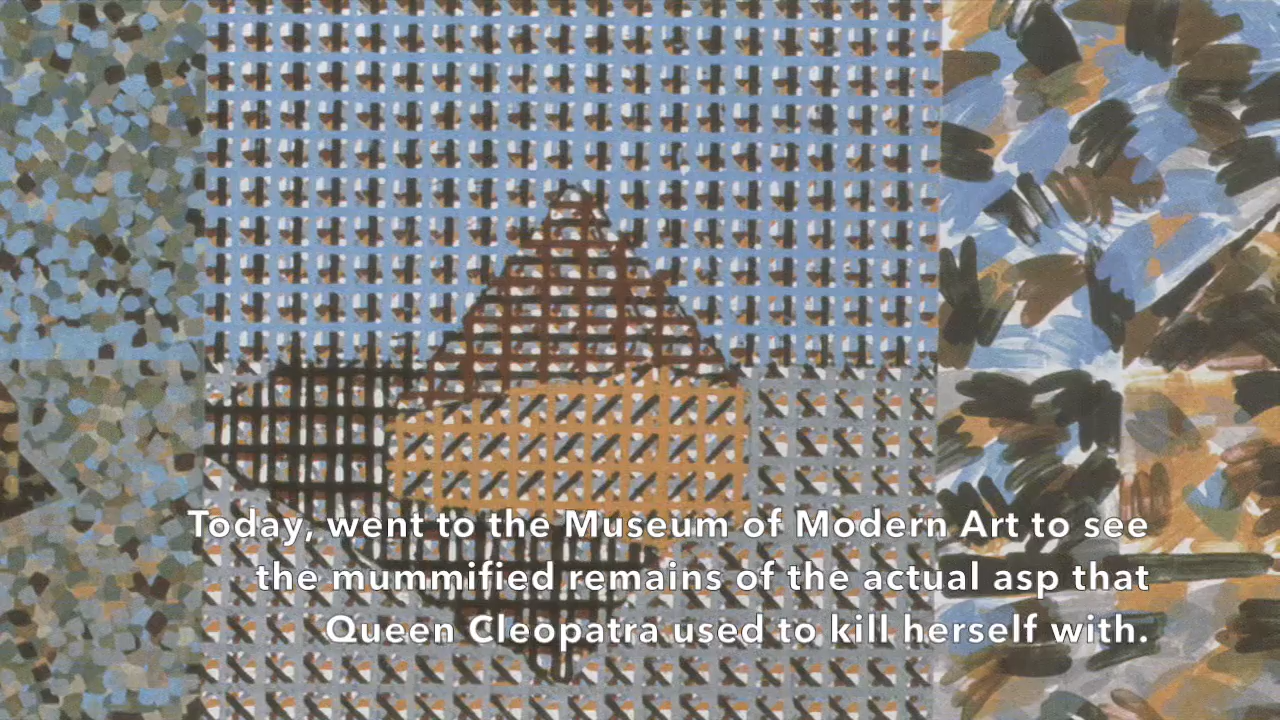 Today, went to the Museum of Modern Art to see
the mummified remains of the actual asp that
Queen Cleopatra used to kill herself with.